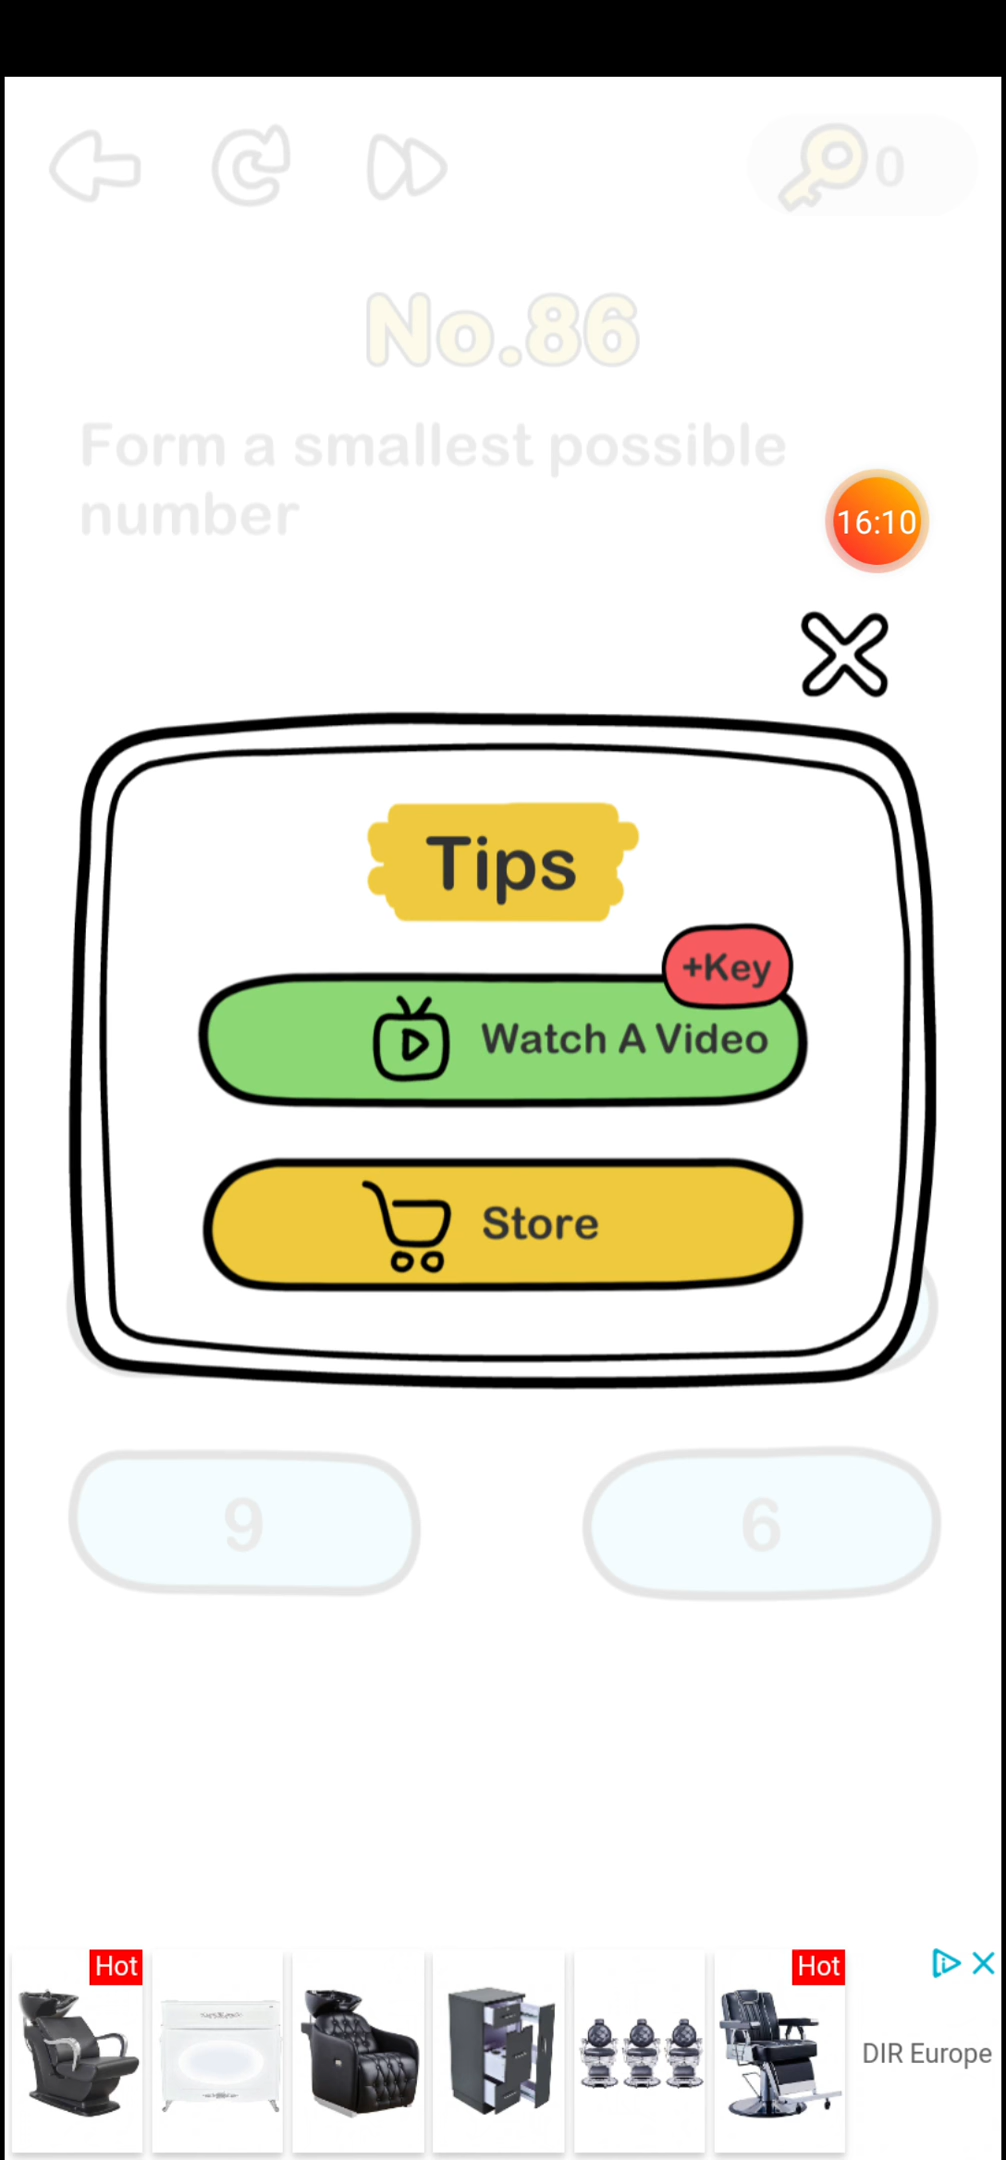 0
No.86
Form a smallest possible
number
16:10
Tips
+Key
Watch A Video
Store
9
6
Hot
Hot
DIR Europe